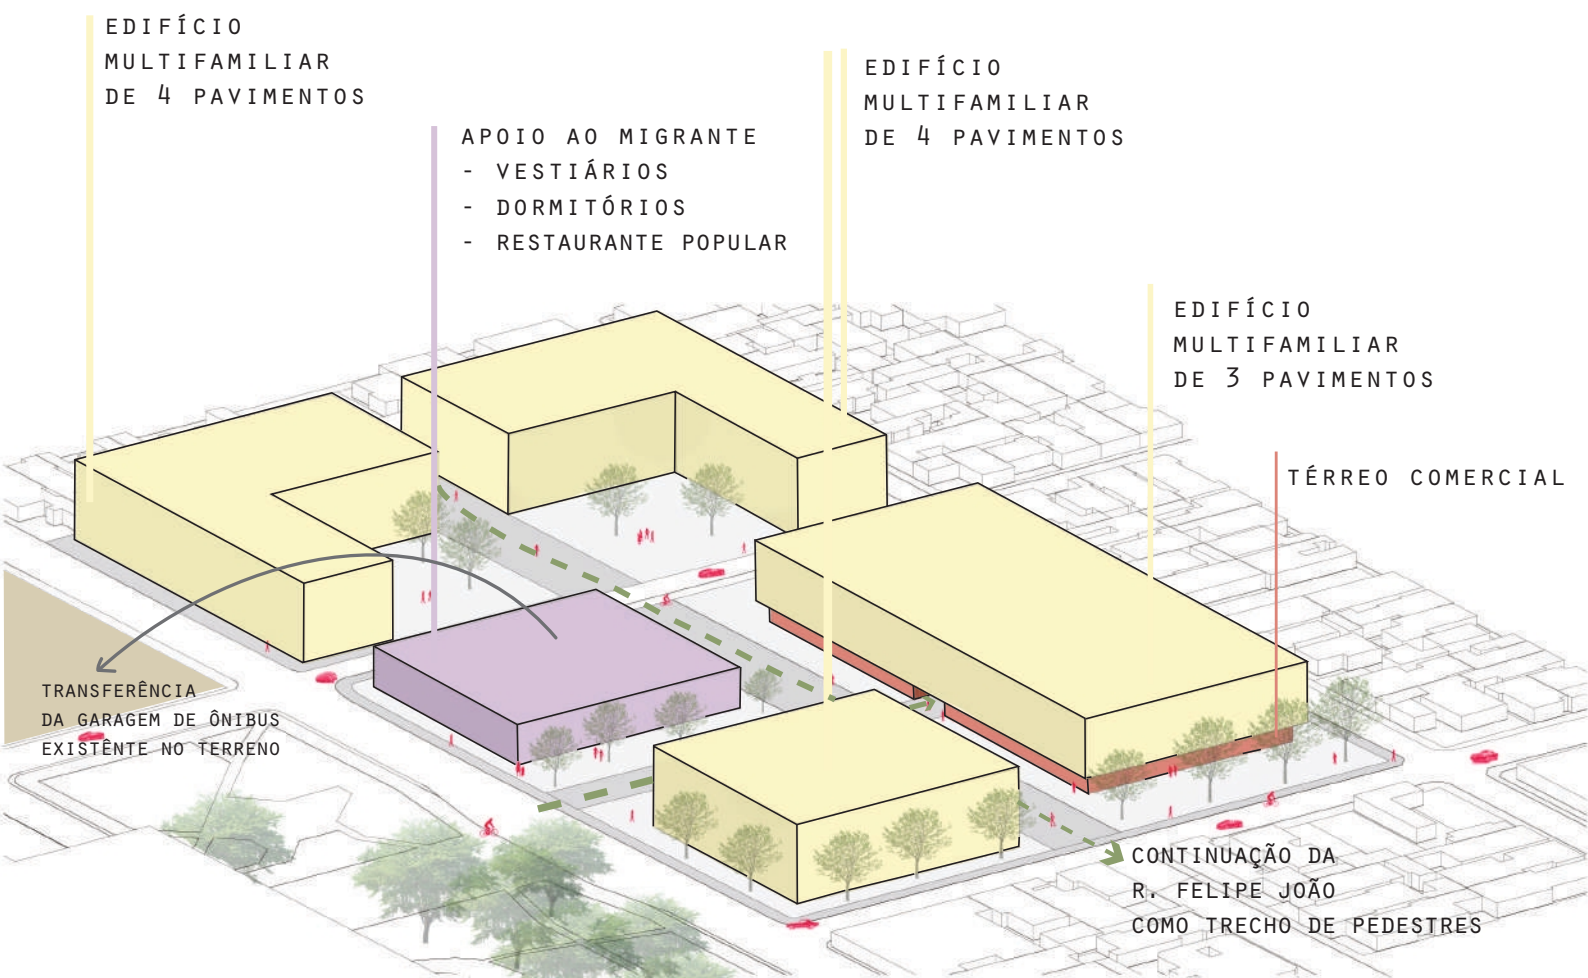 EDIFÍCIO
MULTIFAMILIAR
DE 4 PAVIMENTOS
APOIO AO MIGRANTE
- VESTIÁRIOS
- DORMITÓRIOS
- RESTAURANTE POPULAR
EDIFÍCIO
MULTIFAMILIAR
DE 4 PAVIMENTOS
EDIFÍCIO
MULTIFAMILIAR
DE 3 PAVIMENTOS
TÉRREO COMERCIAL
TRANSFERÊNCIA
DA GARAGEM DE ÔNIBUS
EXISTÊNTE NO TERRENO
CONTINUAÇÃO DA
R. FELIPE JOÃO
COMO TRECHO DE PEDESTRES